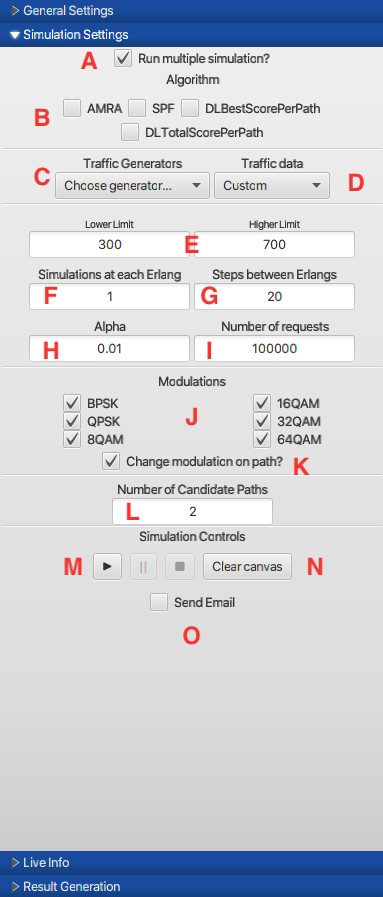 General Settings
Simulation Settings
A Run multiple simulation?
Algorithm
B AMRA SPF DLBestScorePerPath
DLTotalScorePerPath
Traffic Generators Traffic data
C Choose generator... Custom D
Lower Limit Higher Limit
300 E 700
Simulations at each Erlang Steps between Erlangs
F 1 G 20
Alpha Number of requests
H 0.01 I 100000
Modulations
BPSK 16QAM
QPSK J 32QAM
8QAM 64QAM
Change modulation on path? K
Number of Candidate Paths
L 2
Simulation Controls
M Clear canvas N
Send Email
O
Live Info
Result Generation